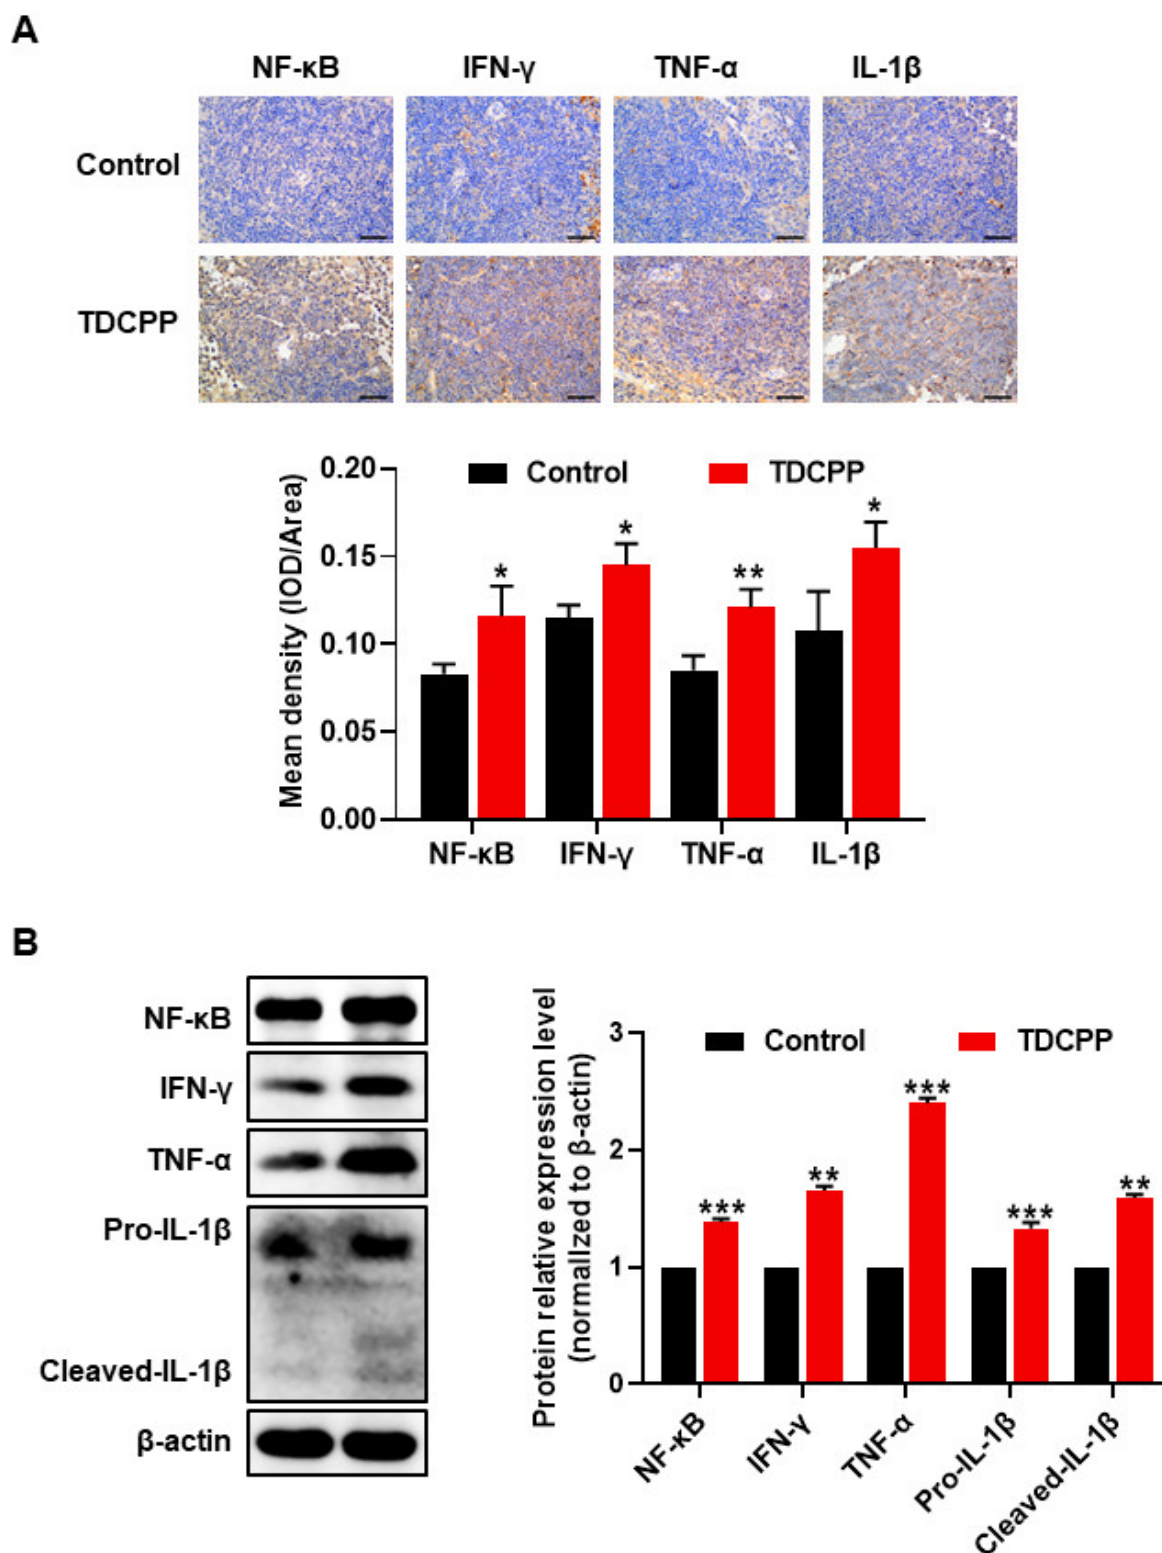 A
NF-κB IFN-γ TNF-α IL-1β
Control
TDCPP
Control TDCPP
Mean density (IOD/Area)
0.20
0.15
0.10
0.05
0.00
* * ** *
NF-κB IFN-γ TNF-α IL-1β
B
NF-κB
IFN-γ
TNF-α
Pro-IL-1β
Cleaved-IL-1β
β-actin
Protein relative expression level
(normalized to β-actin)
Control TDCPP
3
2
1
0
*** ** *** *** **
NF-κB
IFN-γ
TNF-α
Pro-IL-1β
Cleaved-IL-1β